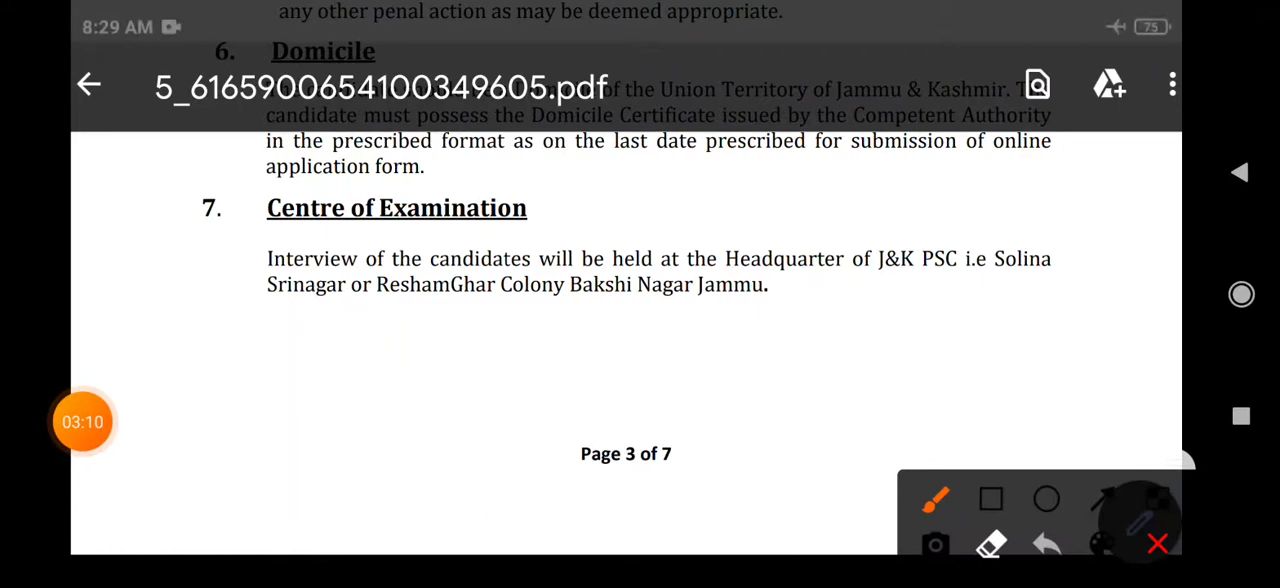 any other penal action as may be deemed appropriate.
8:29 AM
75
6. Domicile
5_6165900654100349605.pdf
of the Union Territory of Jammu & Kashmir.
candidate must possess the Domicile Certificate issued by the Competent Authority
in the prescribed format as on the last date prescribed for submission of online
application form.
7. Centre of Examination
Interview of the candidates will be held at the Headquarter of J&K PSC i.e Solina
Srinagar or ReshamGhar Colony Bakshi Nagar Jammu.
03:10
Page 3 of 7